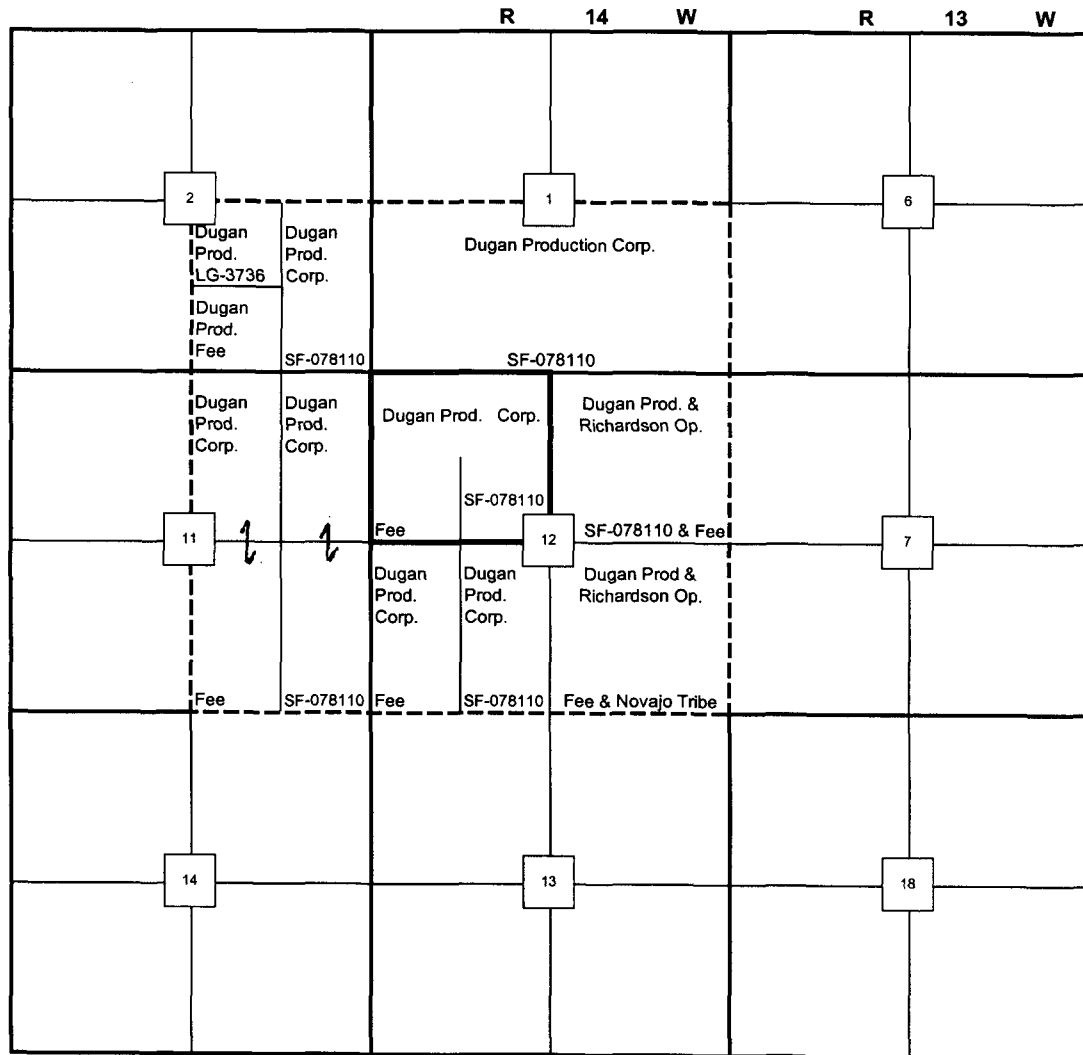 R 14 W R 13 W
2 1 6
Dugan
Prod.
LG-3736
Dugan
Prod.
Corp.
Dugan Production Corp.
Dugan
Prod.
Fee
SF-078110
SF-078110
Dugan
Prod.
Corp.
Dugan
Prod.
Corp.
Dugan Prod. Corp.
Dugan Prod. &
Richardson Op.
SF-078110
Fee
SF-078110 & Fee
11 12 7
Dugan
Prod.
Corp.
Dugan
Prod.
Corp.
Dugan Prod &
Richardson Op.
Fee
SF-078110
Fee
SF-078110
Fee & Novajo Tribe
14 13 18